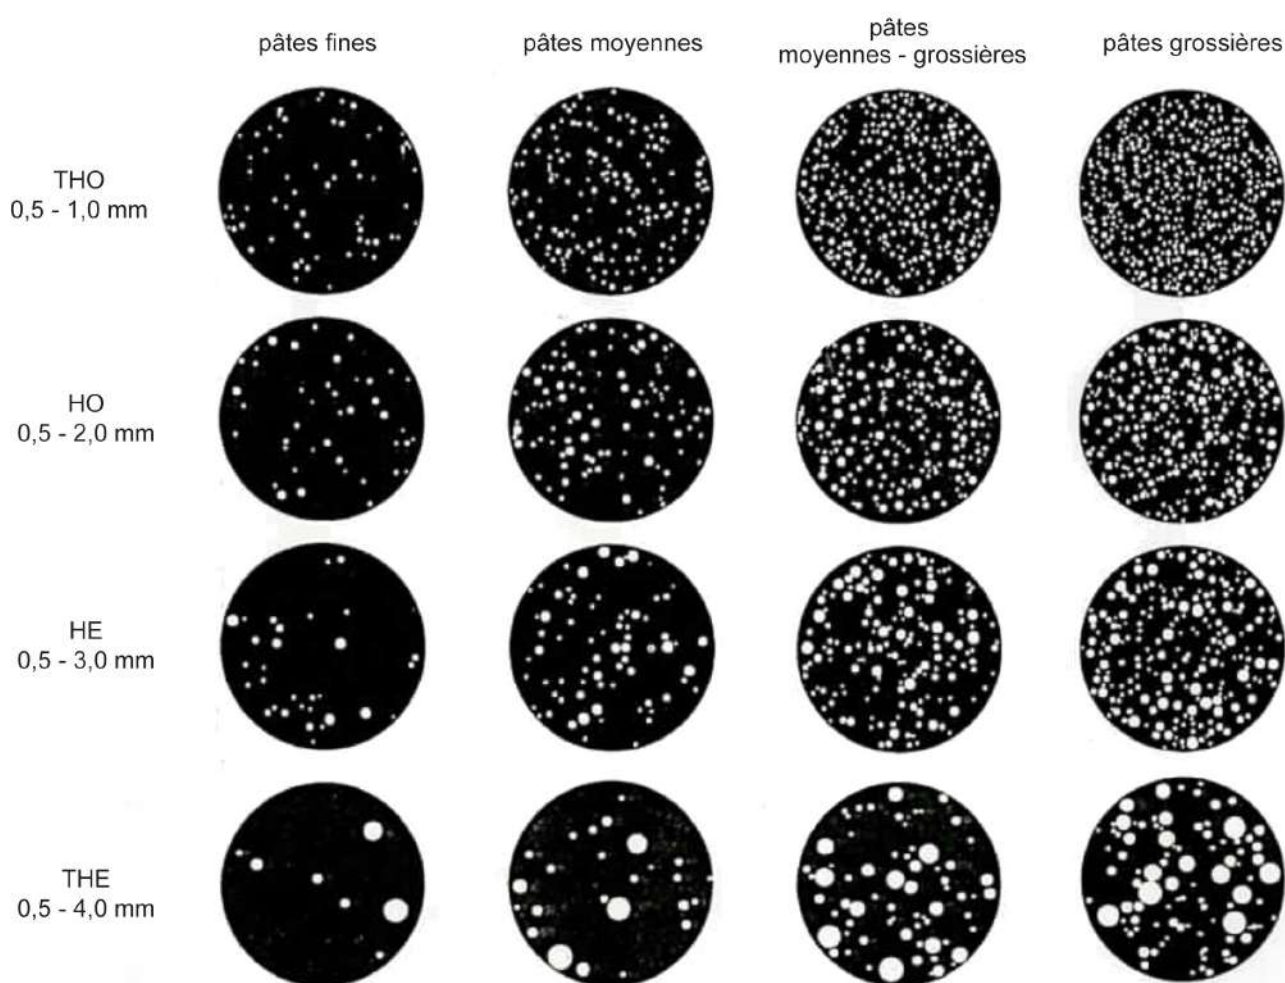 pâtes fines
pâtes moyennes
pâtes
moyennes - grossières
pâtes grossières
THO
0,5 - 1,0 mm
HO
0,5 - 2,0 mm
HE
0,5 - 3,0 mm
THE
0,5 - 4,0 mm